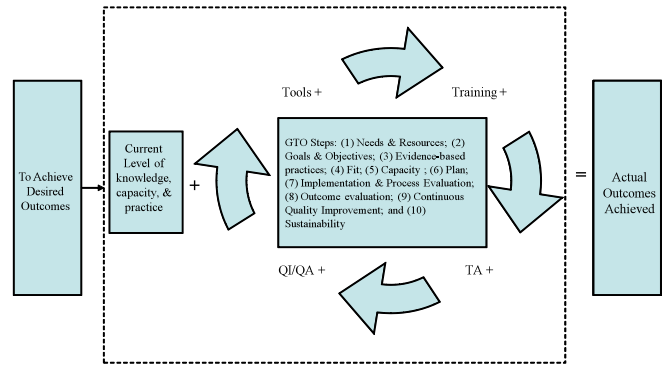 To Achieve
Desired
Outcomes
Current
Level of
knowledge,
capacity, &
practice
+
Tools +
Training +
GTO Steps: (1) Needs & Resources; (2)
Goals & Objectives; (3) Evidence-based
practices; (4) Fit; (5) Capacity ; (6) Plan;
(7) Implementation & Process Evaluation;
(8) Outcome evaluation; (9) Continuous
Quality Improvement; and (10)
Sustainability
QI/QA +
TA +
=
Actual
Outcomes
Achieved